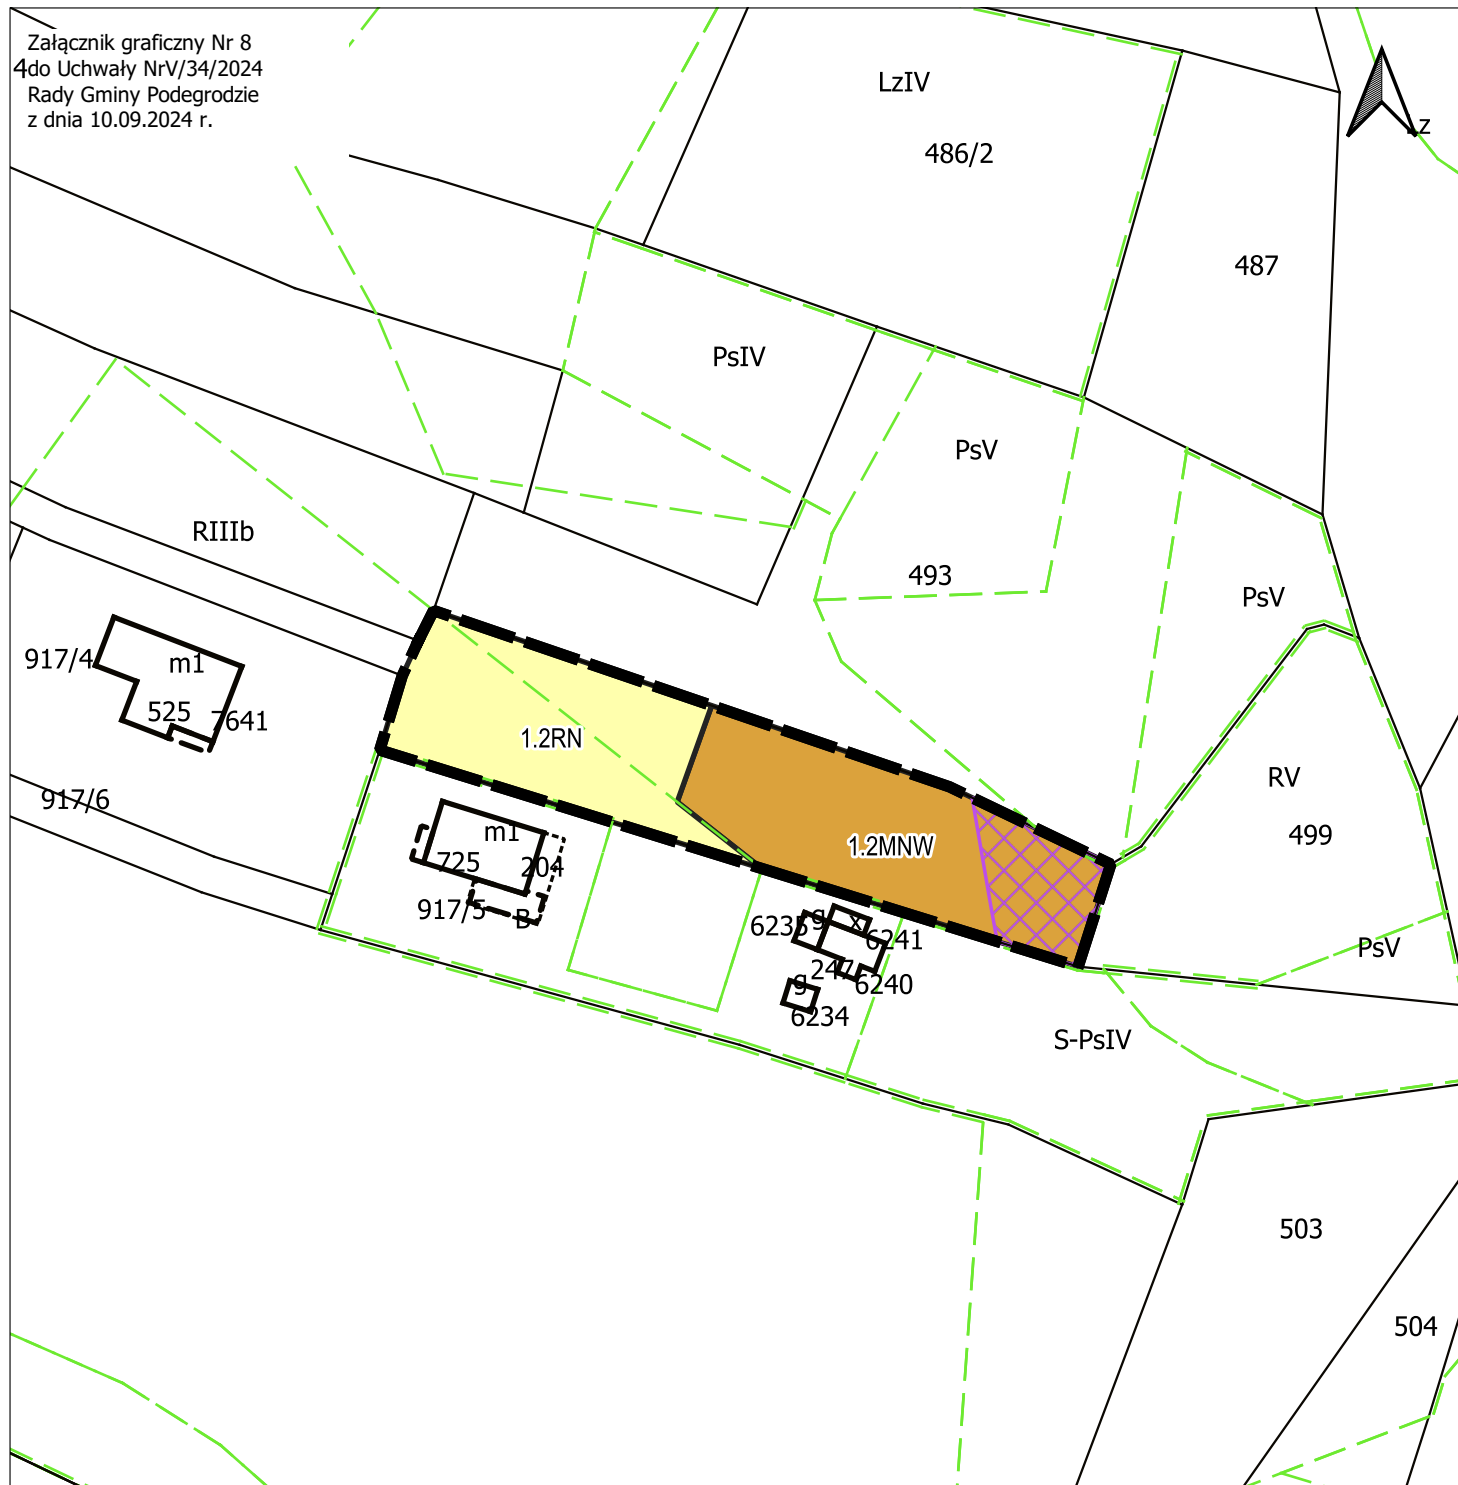 Załącznik graficzny Nr 8
4do Uchwały NrV/34/2024
Rady Gminy Podegrodzie
z dnia 10.09.2024 r.
LzIV
486/2
487
PsIV
PsV
RIIIb
493
PsV
917/4
m1
525
7641
1.2RN
RV
917/6
499
m1
1.2MNW
725
204
917/5
B
6235
g
x
6241
PsV
247
g
6240
6234
S-PsIV
503
504